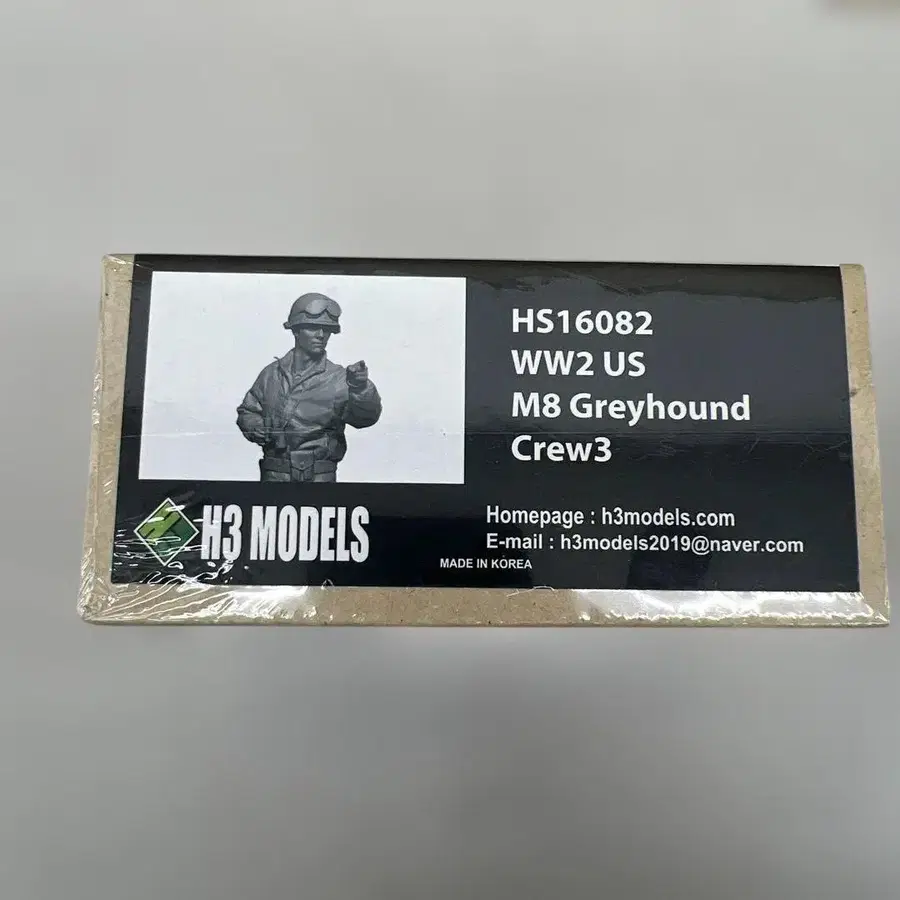 HS16082
WW2 US
M8 Greyhound
Crew3
H3 MODELS
Homepage : h3models.com
E-mail : h3models2019@naver.com
MADE IN KOREA